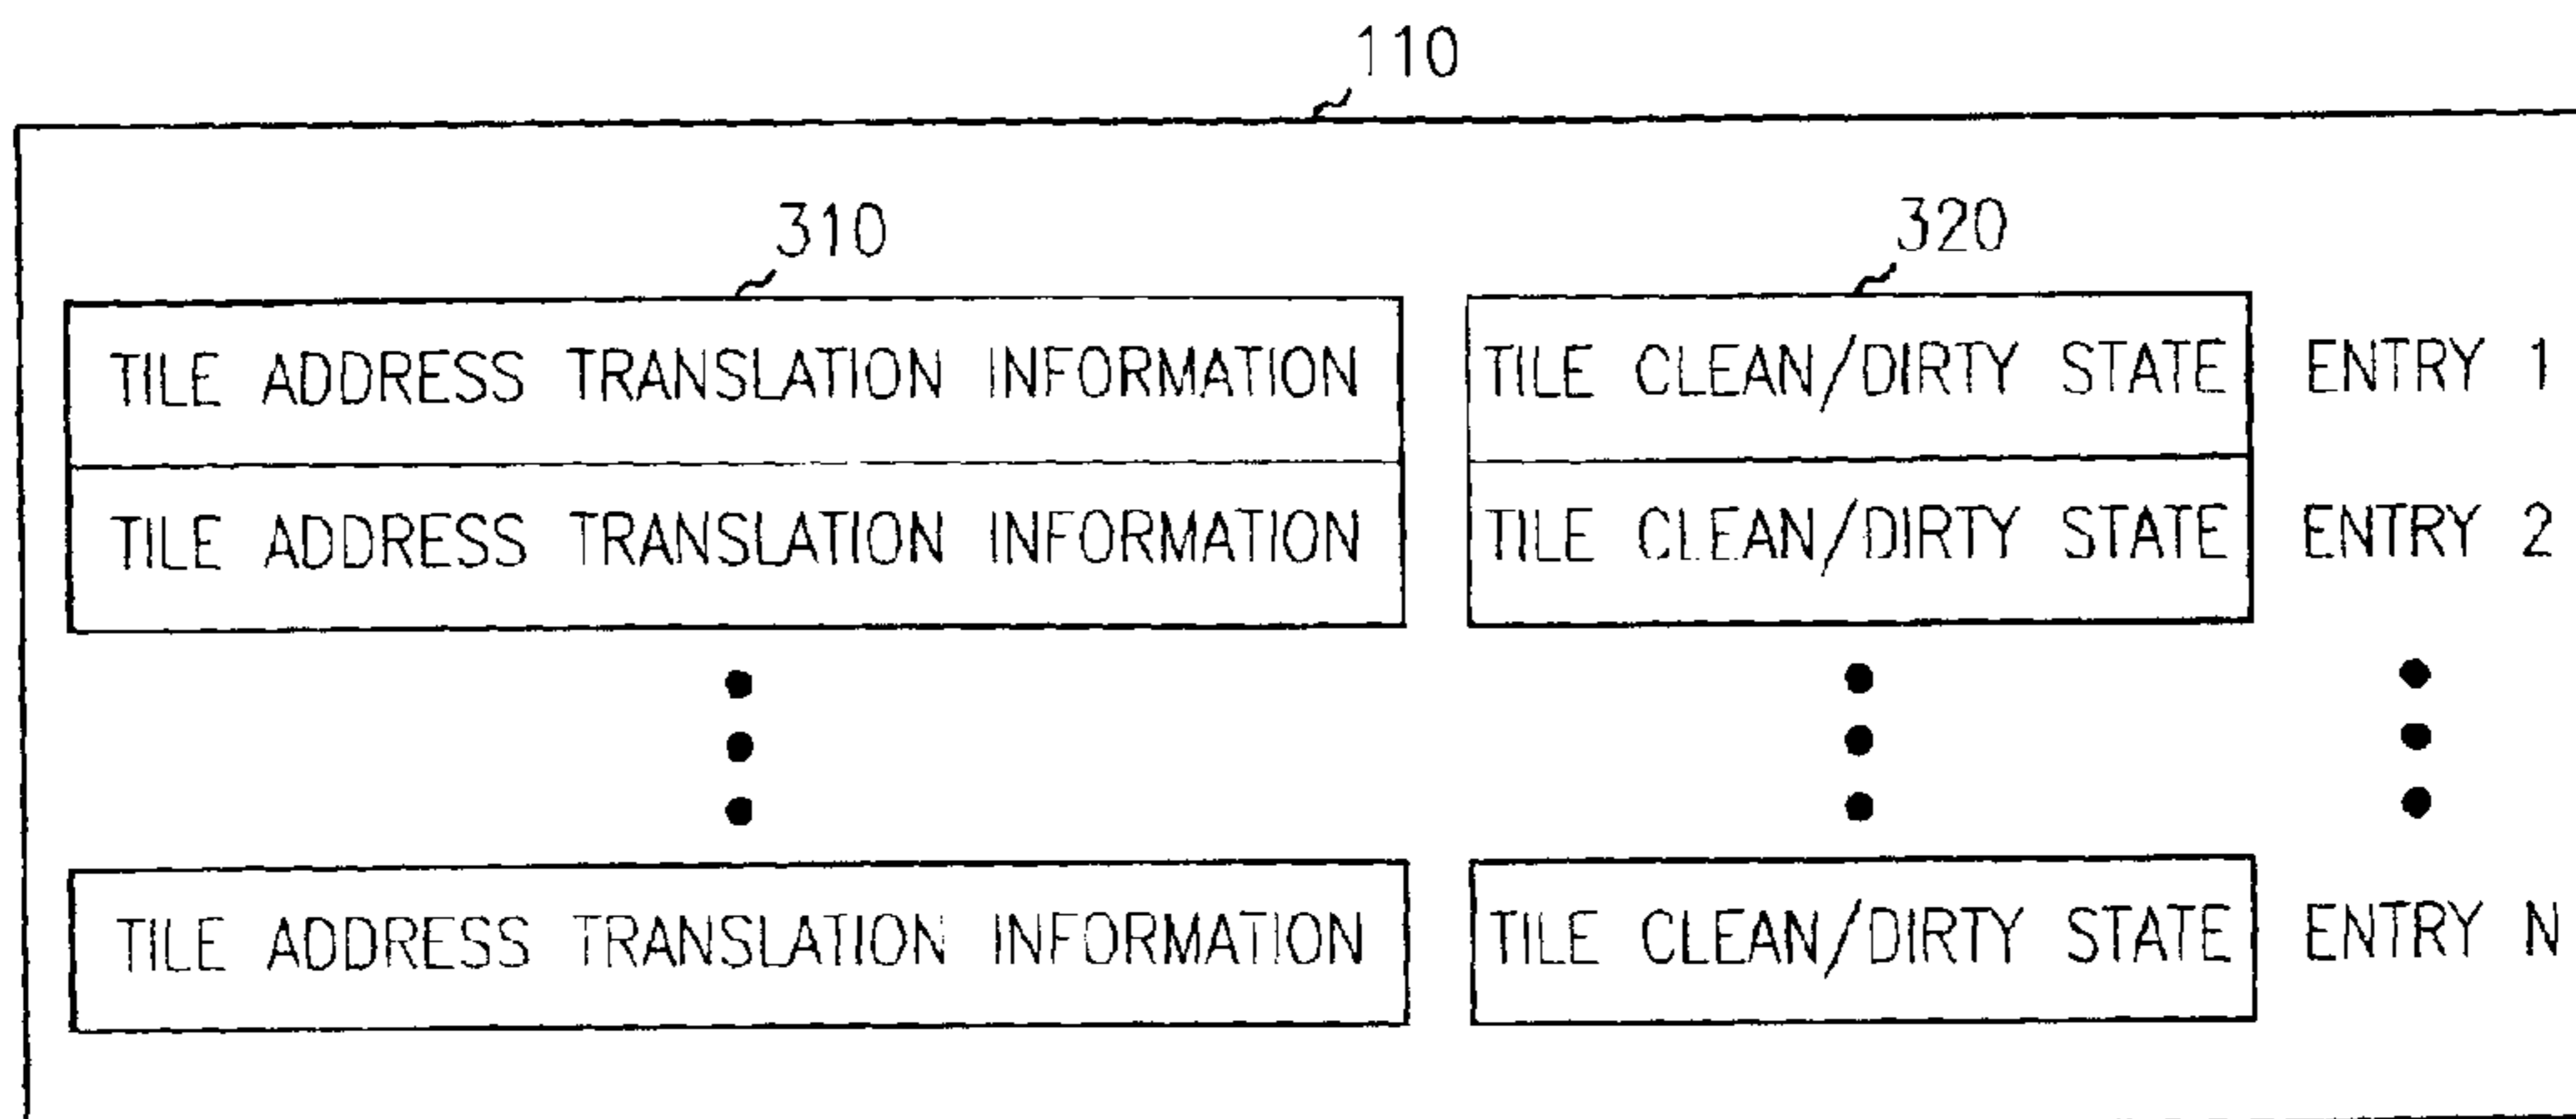 110
310 320
TILE ADDRESS TRANSLATION INFORMATION TILE CLEAN/DIRTY STATE ENTRY 1
TILE ADDRESS TRANSLATION INFORMATION TILE CLEAN/DIRTY STATE ENTRY 2
TILE ADDRESS TRANSLATION INFORMATION TILE CLEAN/DIRTY STATE ENTRY N